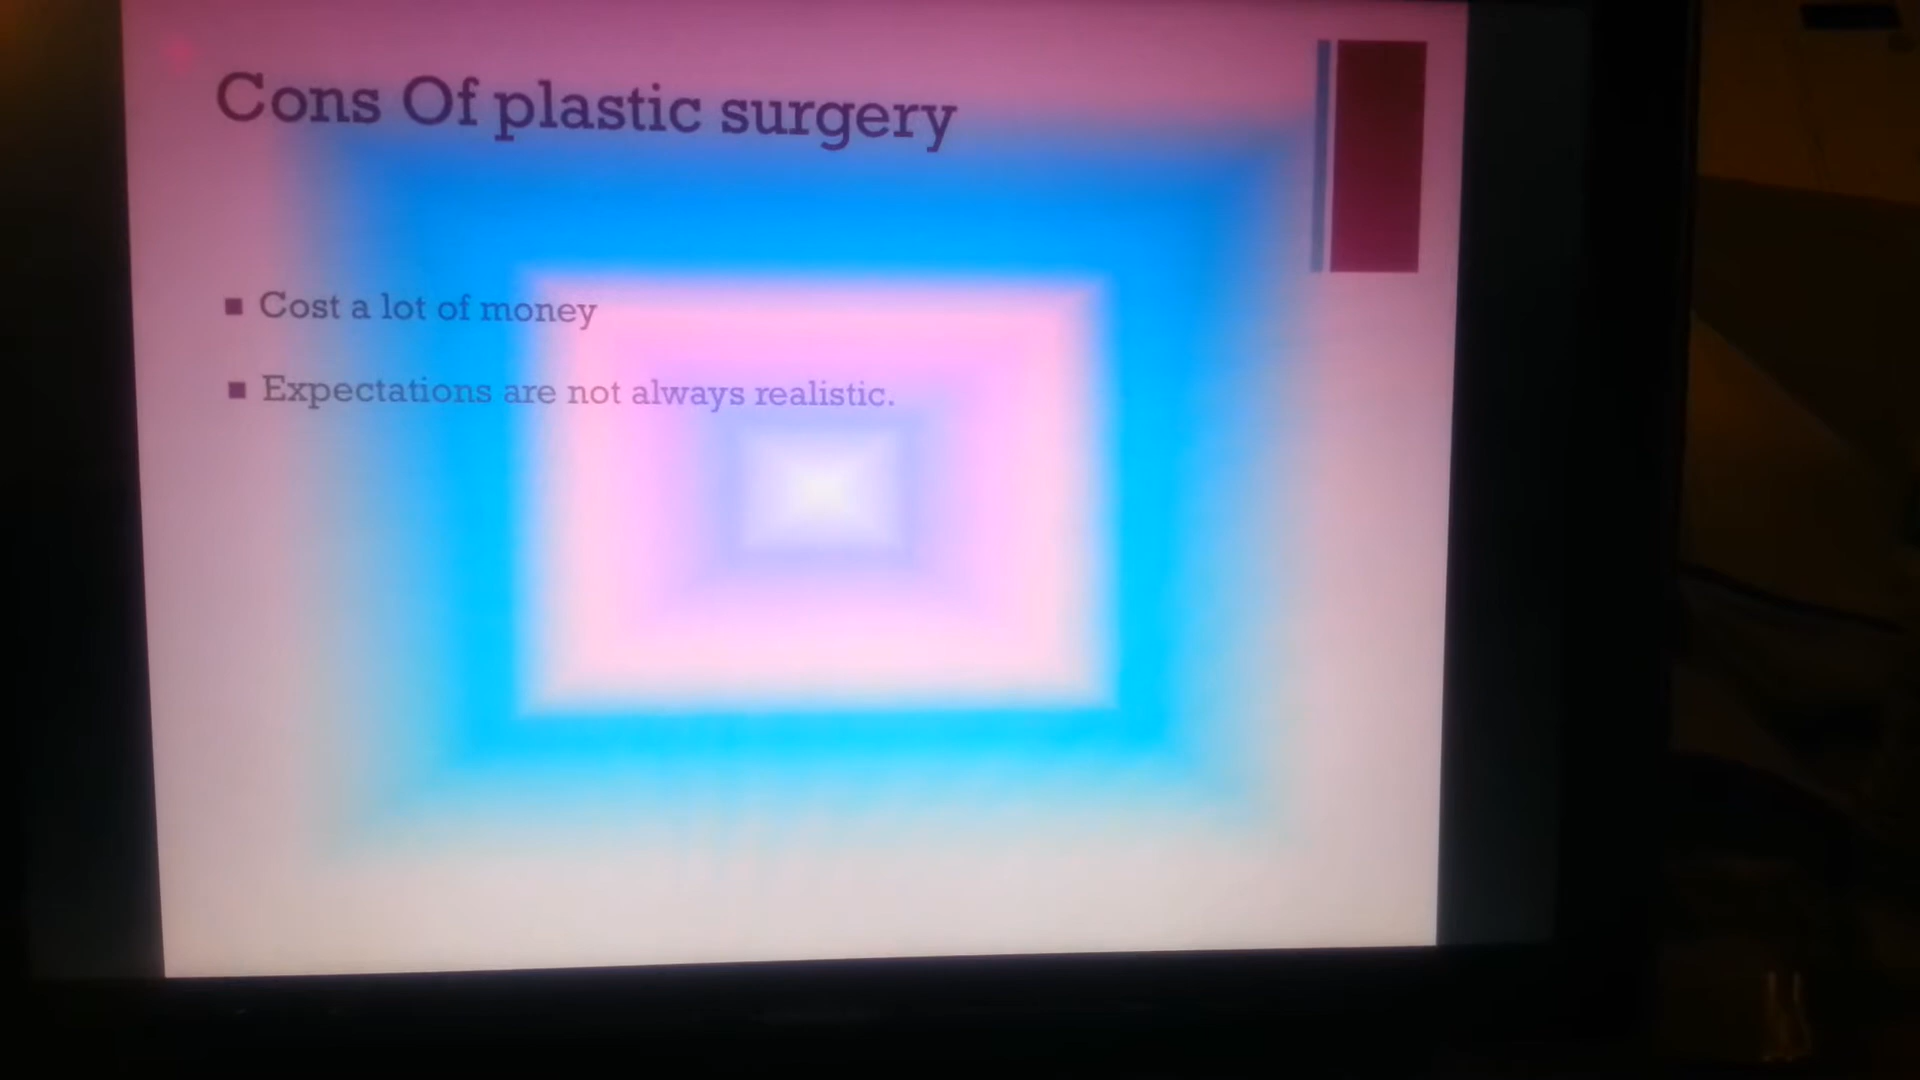 Cons Of plastic surgery
Cost a lot of money
Expectations are not always realistic.